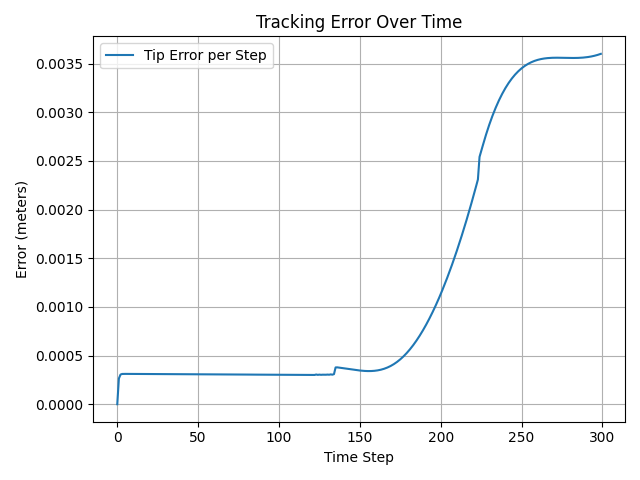 Tracking Error Over Time
Tip Error per Step
Error (meters)
0.0035
0.0030
0.0025
0.0020
0.0015
0.0010
0.0005
0.0000
0 50 100 150 200 250 300
Time Step